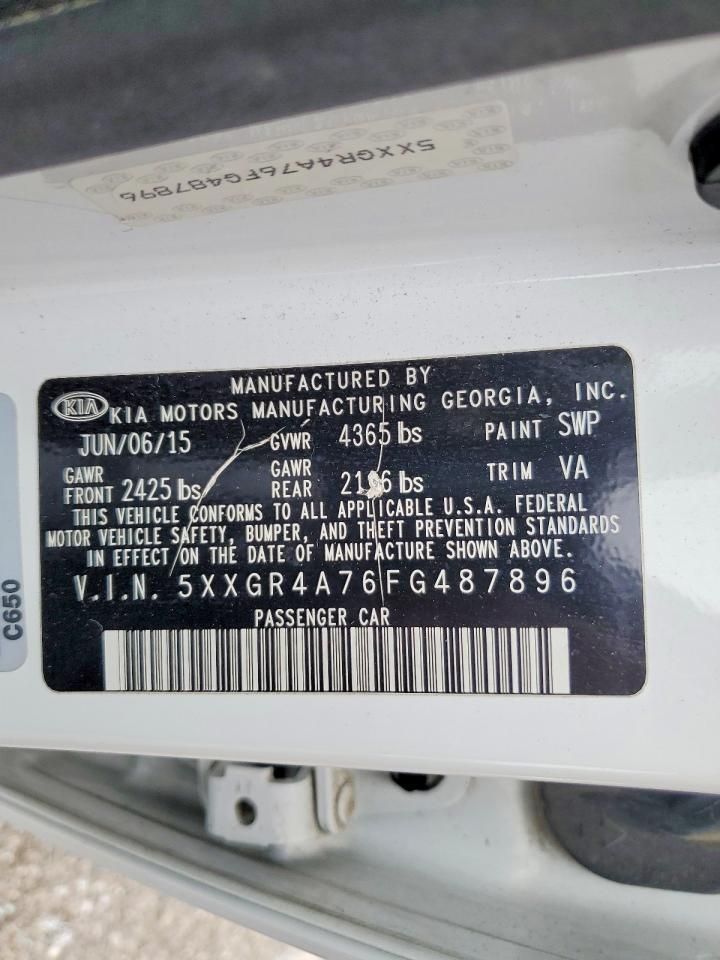 5XXGR4A76FG487896
MANUFACTURED BY
KIA KIA MOTORS MANUFACTURING GEORGIA, INC.
JUN/06/15 GVWR 4365 lbs PAINT SWP
GAWR FRONT 2425 lbs GAWR REAR lbs TRIM VA
THIS VEHICLE CONFORMS TO ALL APPLICABLE U.S.A. FEDERAL
MOTOR VEHICLE SAFETY, BUMPER, AND THEFT PREVENTION STANDARDS
IN EFFECT ON THE DATE OF MANUFACTURE SHOWN ABOVE.
V.I.N. 5XXGR4A76FG487896
PASSENGER CAR
C650